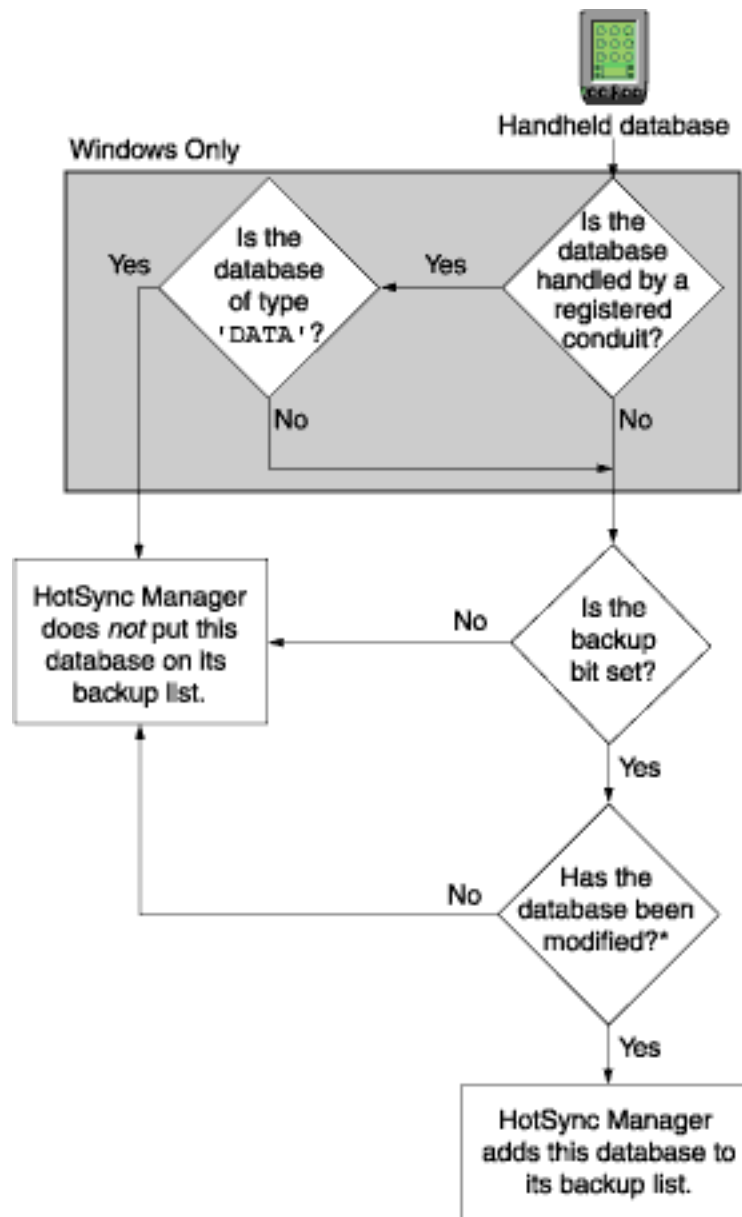 Handheld database
Windows Only
Is the
database
handled by a
registered
conduit?
Yes
Is the
database
of type
'DATA'?
Yes
No
No
Is the
backup
bit set?
No
HotSync Manager
does not put this
database on its
backup list.
Yes
Has the
database been
modified?*
No
Yes
HotSync Manager
adds this database to
its backup list.